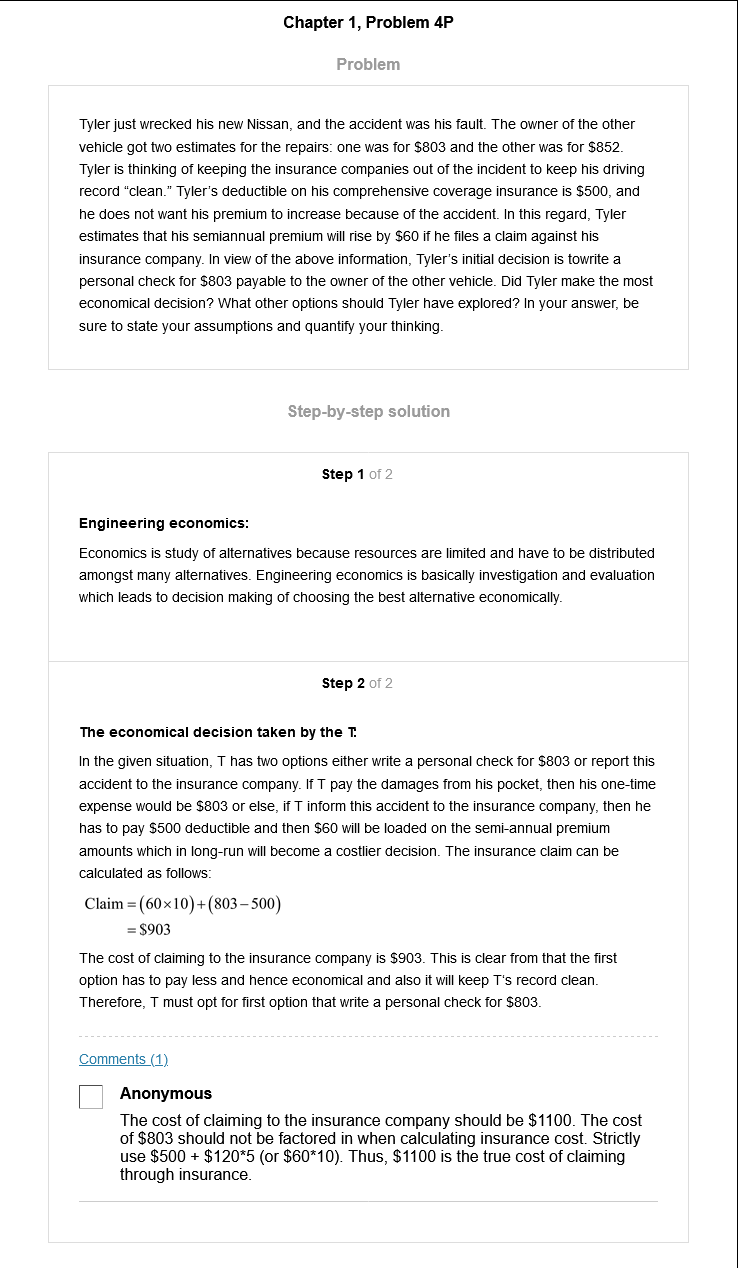 Chapter 1, Problem 4P
Problem
Tyler just wrecked his new Nissan, and the accident was his fault. The owner of the other
vehicle got two estimates for the repairs: one was for $803 and the other was for $852.
Tyler is thinking of keeping the insurance companies out of the incident to keep his driving
record “clean.” Tyler’s deductible on his comprehensive coverage insurance is $500, and
he does not want his premium to increase because of the accident. In this regard, Tyler
estimates that his semiannual premium will rise by $60 if he files a claim against his
insurance company. In view of the above information, Tyler’s initial decision is towrite a
personal check for $803 payable to the owner of the other vehicle. Did Tyler make the most
economical decision? What other options should Tyler have explored? In your answer, be
sure to state your assumptions and quantify your thinking.
Step-by-step solution
Step 1 of 2
Engineering economics:
Economics is study of alternatives because resources are limited and have to be distributed
amongst many alternatives. Engineering economics is basically investigation and evaluation
which leads to decision making of choosing the best alternative economically.
Step 2 of 2
The economical decision taken by the T:
In the given situation, T has two options either write a personal check for $803 or report this
accident to the insurance company. If T pay the damages from his pocket, then his one-time
expense would be $803 or else, if T inform this accident to the insurance company, then he
has to pay $500 deductible and then $60 will be loaded on the semi-annual premium
amounts which in long-run will become a costlier decision. The insurance claim can be
calculated as follows:
Claim = (60×10)+(803−500)
= $903
The cost of claiming to the insurance company is $903. This is clear from that the first
option has to pay less and hence economical and also it will keep T's record clean.
Therefore, T must opt for first option that write a personal check for $803.
Comments (1)
Anonymous
The cost of claiming to the insurance company should be $1100. The cost
of $803 should not be factored in when calculating insurance cost. Strictly
use $500 + $120*5 (or $60*10). Thus, $1100 is the true cost of claiming
through insurance.